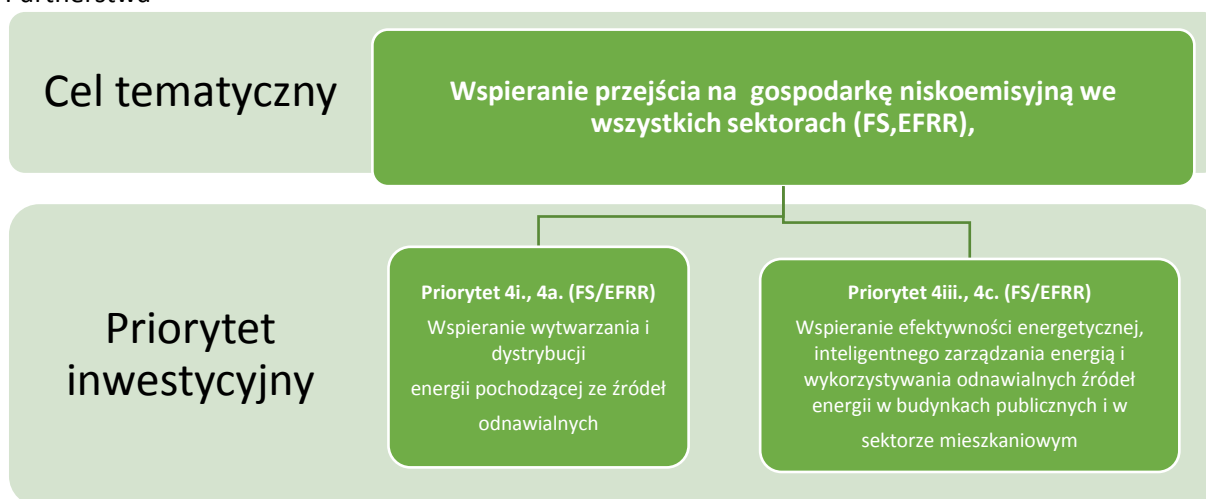 Partnerstwa
Cel tematyczny
Wspieranie przejścia na gospodarkę niskoemisyjną we
wszystkich sektorach (FS,EFRR),
Priorytet
inwestycyjny
Priorytet 4i., 4a. (FS/EFRR)
Wspieranie wytwarzania i
dystrybucji
energii pochodzącej ze źródeł
odnawialnych
Priorytet 4iii., 4c. (FS/EFRR)
Wspieranie efektywności energetycznej,
inteligentnego zarządzania energią i
wykorzystywania odnawialnych źródeł
energii w budynkach publicznych i w
sektorze mieszkaniowym